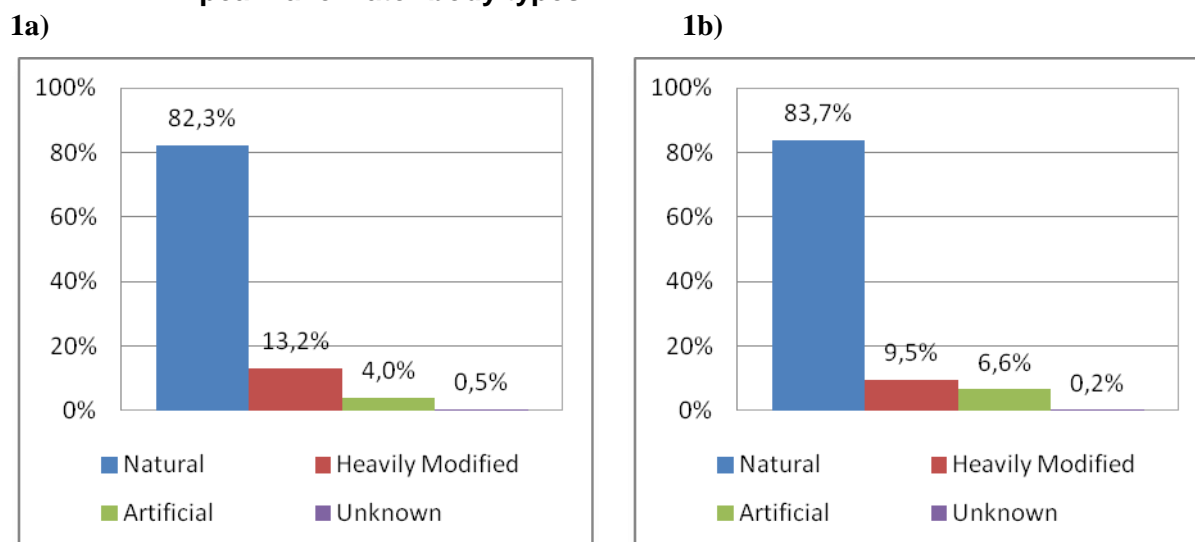 body types
1a)
1b)
100%
80%
60%
40%
20%
0%
82,3%
13,2%
4,0%
0,5%
Natural
Heavily Modified
Artificial
Unknown
100%
80%
60%
40%
20%
0%
83,7%
9,5%
6,6%
0,2%
Natural
Heavily Modified
Artificial
Unknown